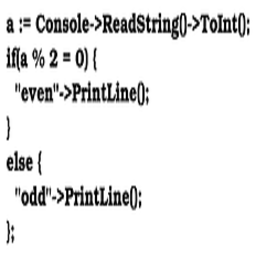 a := Console->ReadString()->ToInt();
if(a % 2 = 0) {
"even"->PrintLine();
}
else {
"odd"->PrintLine();
};